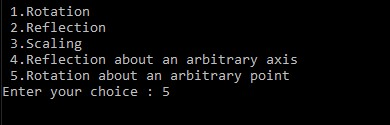 1.Rotation
2.Reflection
3.Scaling
4.Reflection about an arbitrary axis
5.Rotation about an arbitrary point
Enter your choice : 5